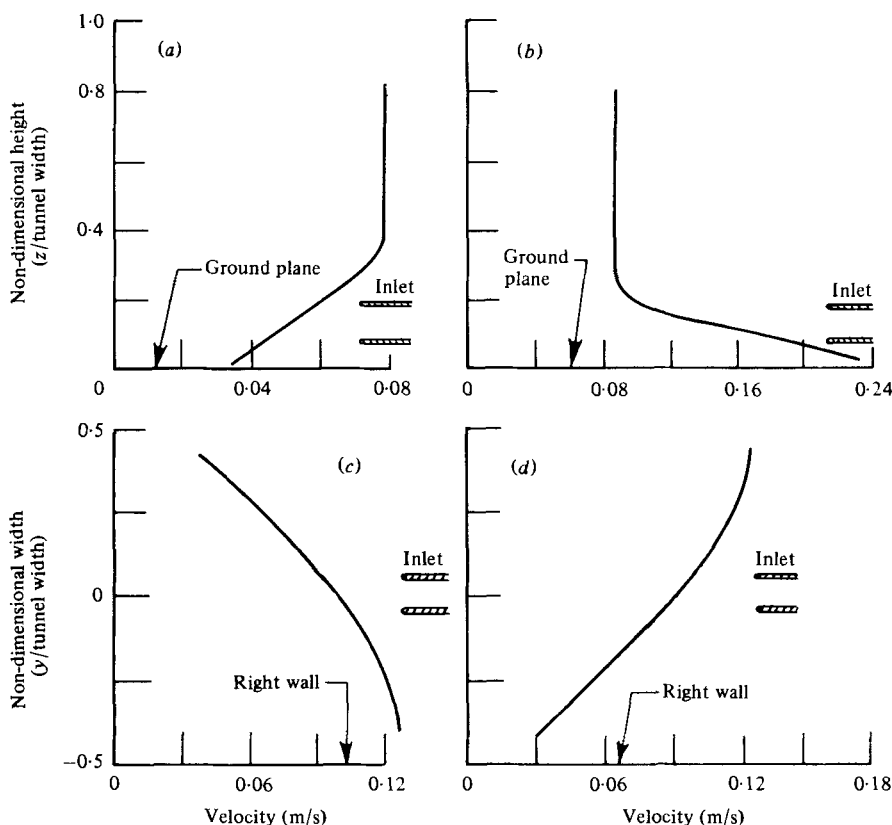 1·0
(a)
(b)
0·8
Non-dimensional height
(z/tunnel width)
0·4
Ground plane
Inlet
Ground
plane
Inlet
0
0·04
0·08
0
0·08
0·16
0·24
0·5
(c)
(d)
Non-dimensional width
(y/tunnel width)
Inlet
Inlet
0
Right wall
Right wall
−0·5
0
0·06
0·12
0
0·06
0·12
0·18
Velocity (m/s)
Velocity (m/s)